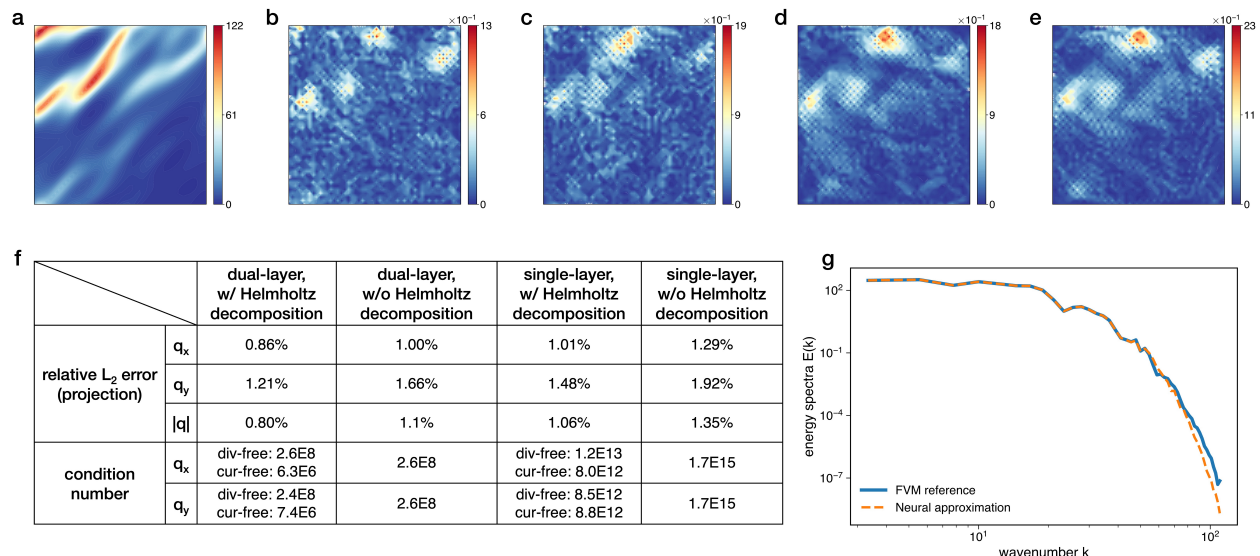 a
122
61
0
b
×10⁻¹
13
6
0
c
×10⁻¹
19
9
0
d
×10⁻¹
18
9
0
e
×10⁻¹
23
11
0
f
dual-layer, w/ Helmholtz decomposition
dual-layer, w/o Helmholtz decomposition
single-layer, w/ Helmholtz decomposition
single-layer, w/o Helmholtz decomposition
relative L₂ error (projection)
qₓ
0.86%
1.00%
1.01%
1.29%
q_y
1.21%
1.66%
1.48%
1.92%
|q|
0.80%
1.1%
1.06%
1.35%
condition number
qₓ
div-free: 2.6E8
cur-free: 6.3E6
2.6E8
div-free: 1.2E13
cur-free: 8.0E12
1.7E15
q_y
div-free: 2.4E8
cur-free: 7.4E6
2.6E8
div-free: 8.5E12
cur-free: 8.8E12
1.7E15
g
energy spectra E(k)
10²
10⁻¹
10⁻⁴
10⁻⁷
FVM reference
Neural approximation
10¹
10²
wavenumber k